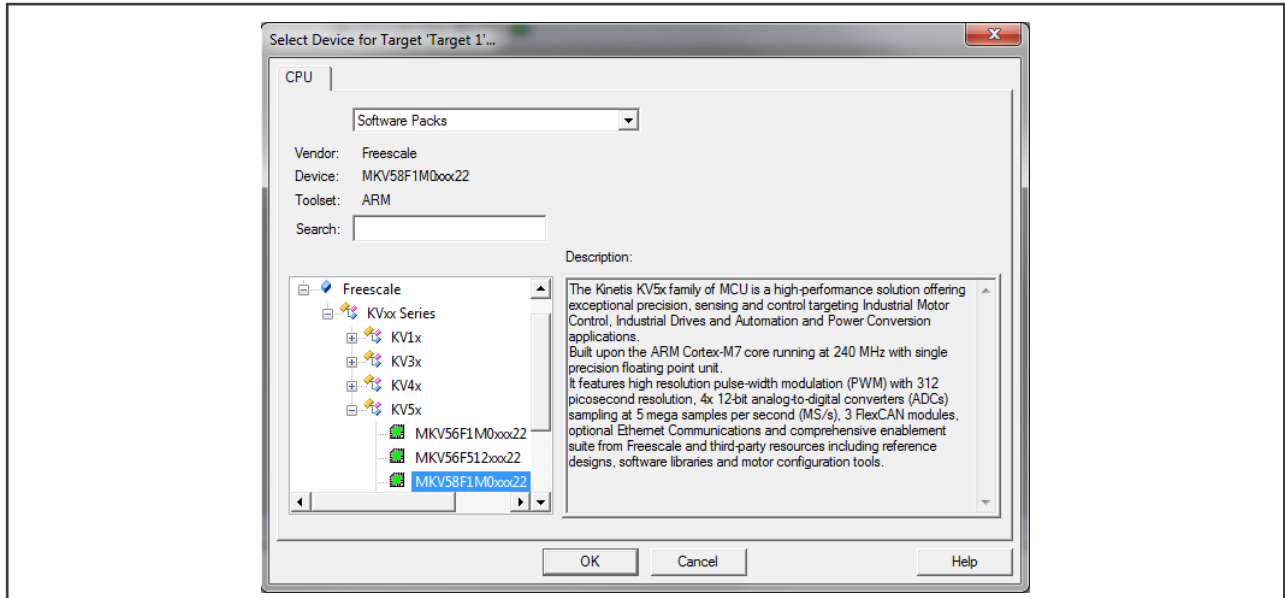 Select Device for Target 'Target 1'...
CPU
Software Packs
Vendor: Freescale
Device: MKV58F1M0xxx22
Toolset: ARM
Search:
Description:
Freescale
KVxx Series
KV1x
KV3x
KV4x
KV5x
MKV56F1M0xxx22
MKV56F512xxx22
MKV58F1M0xxx22
The Kinetis KV5x family of MCU is a high-performance solution offering
exceptional precision, sensing and control targeting Industrial Motor
Control, Industrial Drives and Automation and Power Conversion
applications.
Built upon the ARM Cortex-M7 core running at 240 MHz with single
precision floating point unit.
It features high resolution pulse-width modulation (PWM) with 312
picosecond resolution, 4x 12-bit analog-to-digital converters (ADCs)
sampling at 5 mega samples per second (MS/s), 3 FlexCAN modules,
optional Ethernet Communications and comprehensive enablement
suite from Freescale and third-party resources including reference
designs, software libraries and motor configuration tools.
OK Cancel Help